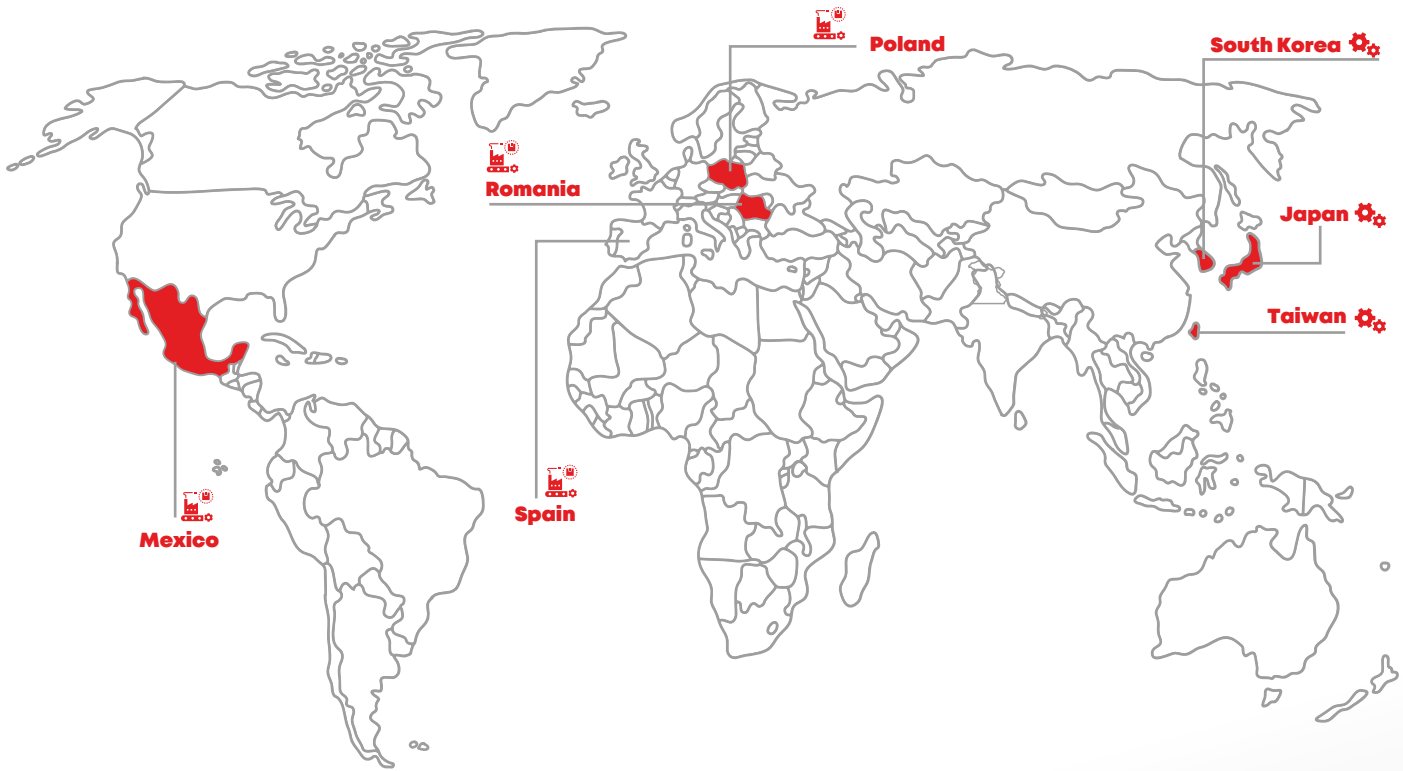 Poland
South Korea
Romania
Japan
Taiwan
Spain
Mexico